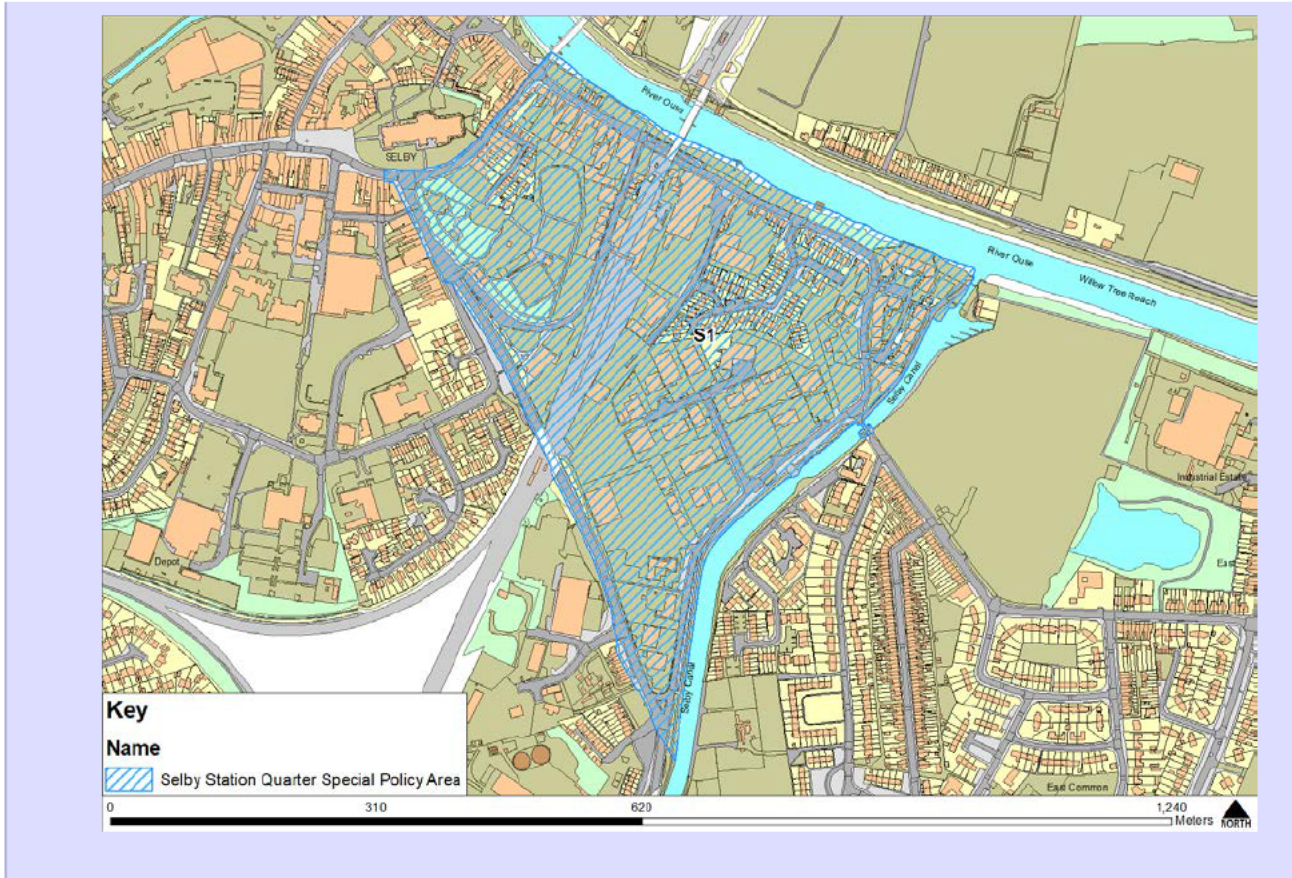 River Ouse
SELBY
River Ouse
Willow Tree Reach
S1
Selby Canal
Industrial Estate
Depot
East
Selby Canal
East Common
Key
Name
Selby Station Quarter Special Policy Area
0 310 620 1,240
Meters
NORTH